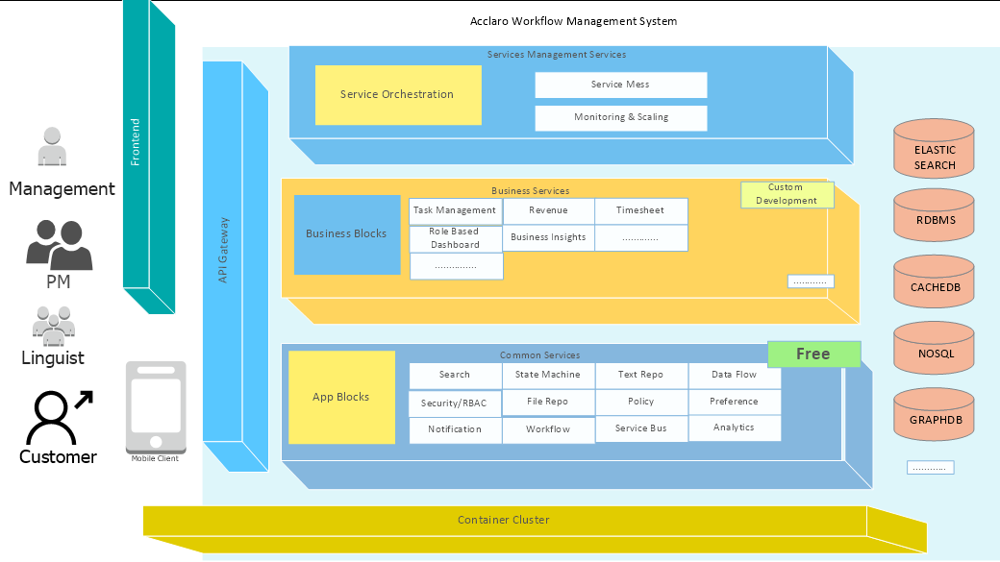 Acclaro Workflow Management System
Services Management Services
Service Orchestration
Service Mess
Monitoring & Scaling
Frontend
API Gateway
Management
PM
Linguist
Customer
Mobile Client
Business Services
Custom
Development
Business Blocks
Task Management
Revenue
Timesheet
Role Based
Dashboard
Business Insights
.............
...............
............
Common Services
Free
App Blocks
Search
State Machine
Text Repo
Data Flow
Security/RBAC
File Repo
Policy
Preference
Notification
Workflow
Service Bus
Analytics
ELASTIC
SEARCH
RDBMS
CACHEDB
NOSQL
GRAPHDB
............
Container Cluster